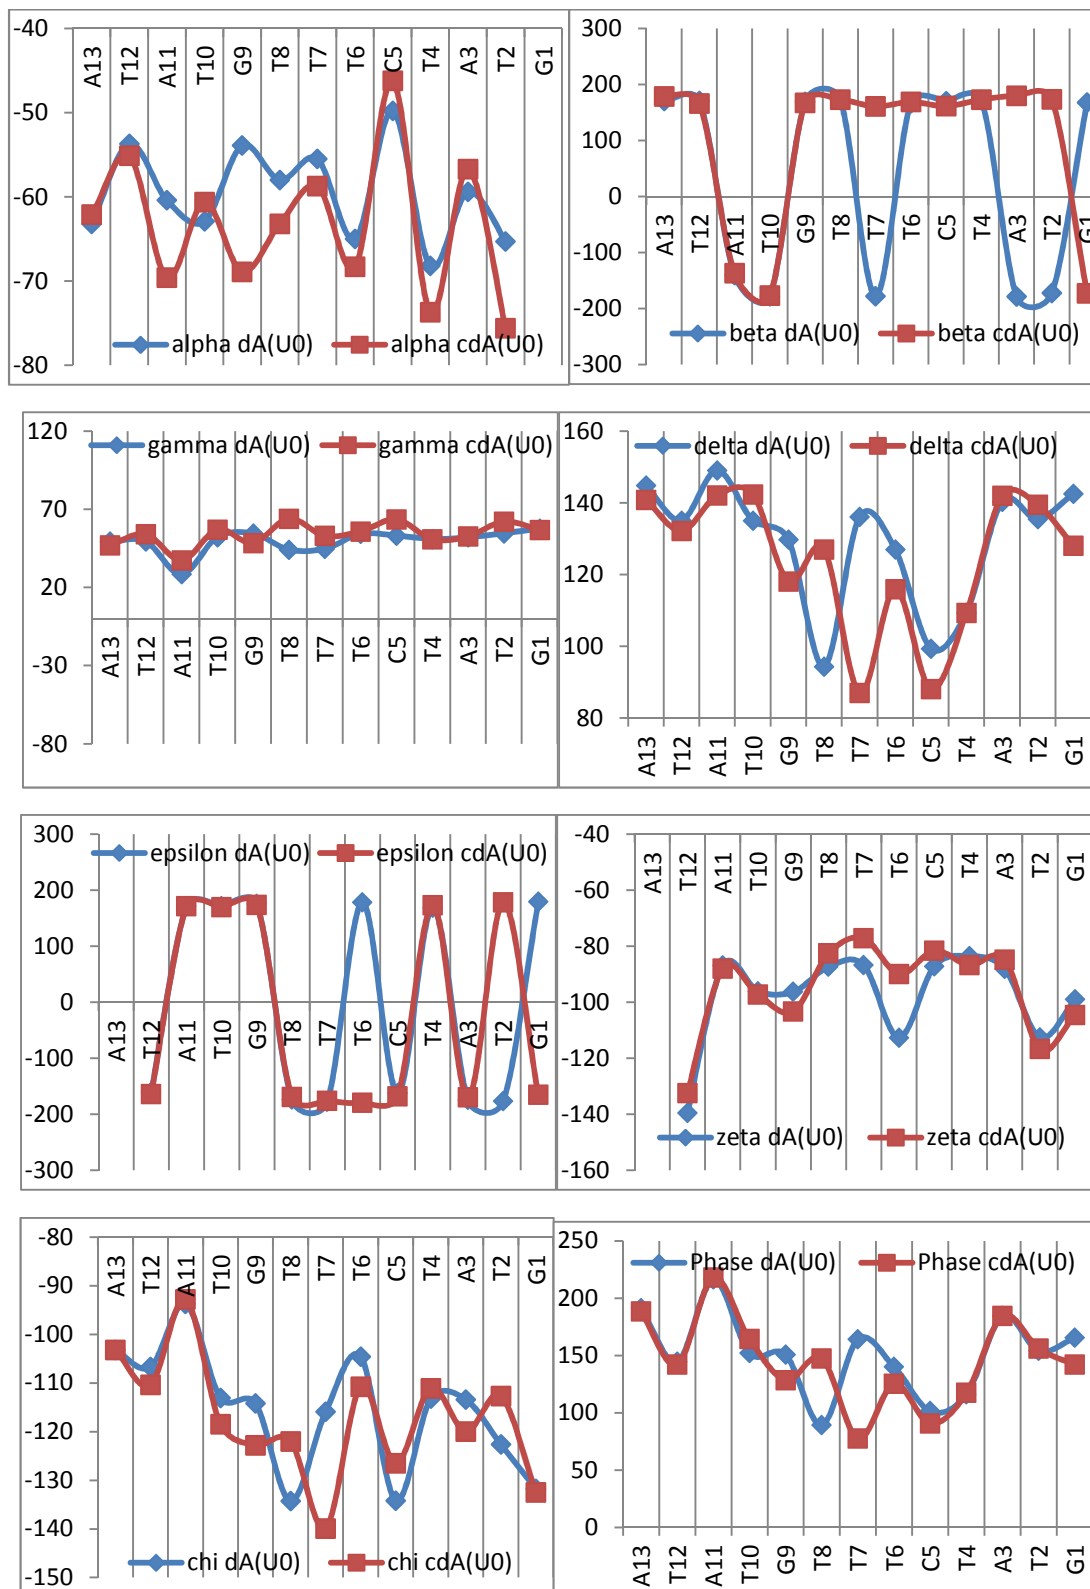 -40
-50
-60
-70
-80
A13
T12
A11
T10
G9
T8
T7
T6
C5
T4
A3
T2
G1
alpha dA(U0)
alpha cdA(U0)
300
200
100
0
-100
-200
-300
A13
T12
A11
T10
G9
T8
T7
T6
C5
T4
A3
T2
G1
beta dA(U0)
beta cdA(U0)
120
70
20
-30
-80
gamma dA(U0)
gamma cdA(U0)
A13
T12
A11
T10
G9
T8
T7
T6
C5
T4
A3
T2
G1
160
140
120
100
80
delta dA(U0)
delta cdA(U0)
A13
T12
A11
T10
G9
T8
T7
T6
C5
T4
A3
T2
G1
300
200
100
0
-100
-200
-300
epsilon dA(U0)
epsilon cdA(U0)
A13
T12
A11
T10
G9
T8
T7
T6
C5
T4
A3
T2
G1
-40
-60
-80
-100
-120
-140
-160
A13
T12
A11
T10
G9
T8
T7
T6
C5
T4
A3
T2
G1
zeta dA(U0)
zeta cdA(U0)
-80
-90
-100
-110
-120
-130
-140
-150
A13
T12
A11
T10
G9
T8
T7
T6
C5
T4
A3
T2
G1
chi dA(U0)
chi cdA(U0)
250
200
150
100
50
0
Phase dA(U0)
Phase cdA(U0)
A13
T12
A11
T10
G9
T8
T7
T6
C5
T4
A3
T2
G1